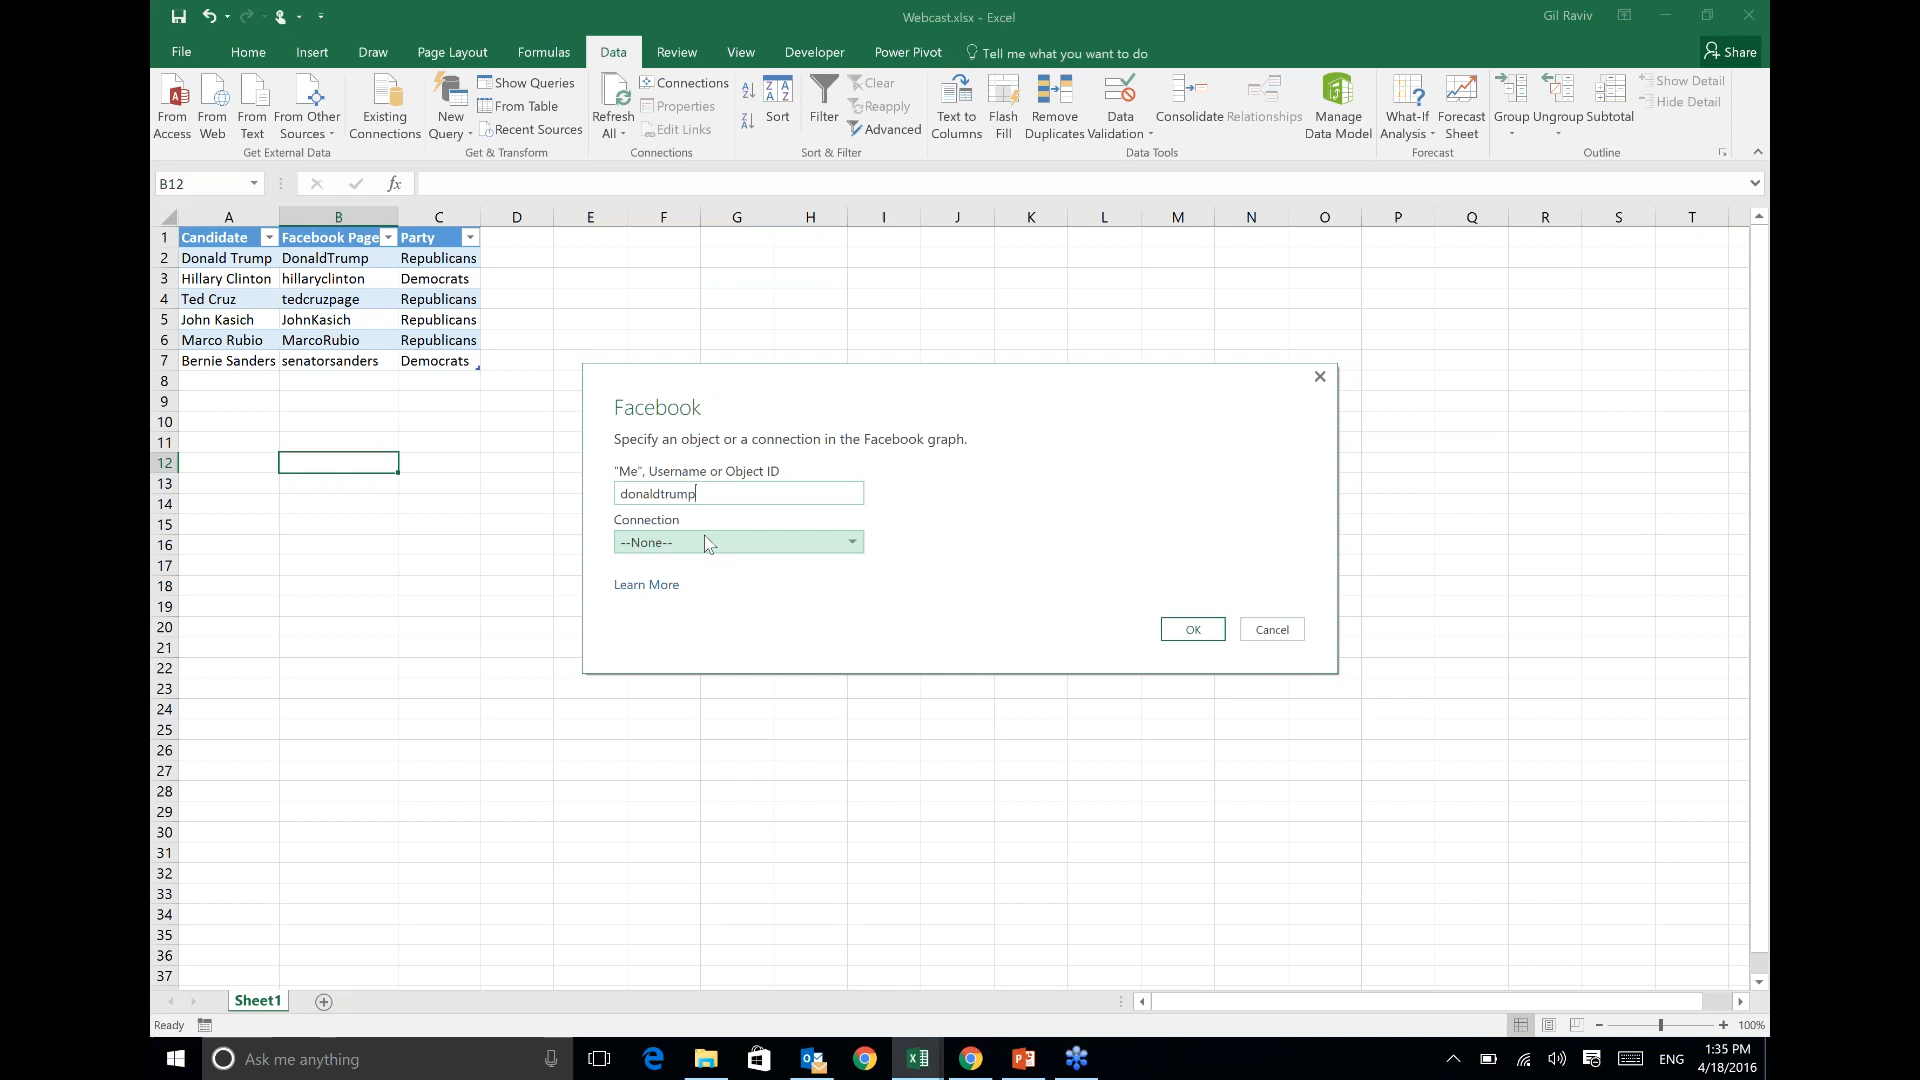 Webcast.xlsx - Excel
Gil Raviv
File Home Insert Draw Page Layout Formulas Data Review View Developer Power Pivot Tell me what you want to do Share
From Access
From Web
From Text
From Other Sources
Get External Data
Existing Connections
New Query
Show Queries
From Table
Recent Sources
Get & Transform
Refresh All
Connections
Properties
Edit Links
Connections
Sort
Filter
Clear
Reapply
Advanced
Sort & Filter
Text to Columns
Flash Fill
Remove Duplicates
Data Validation
Consolidate
Relationships
Manage Data Model
Data Tools
What-If Analysis
Forecast Sheet
Forecast
Group
Ungroup
Subtotal
Show Detail
Hide Detail
Outline
B12
fx
A B C D E F G H I J K L M N O P Q R S T
1 Candidate Facebook Page Party
2 Donald Trump DonaldTrump Republicans
3 Hillary Clinton hillaryclinton Democrats
4 Ted Cruz tedcruzpage Republicans
5 John Kasich JohnKasich Republicans
6 Marco Rubio MarcoRubio Republicans
7 Bernie Sanders senatorsanders Democrats
8
9
10
11
12
13
14
15
16
17
18
19
20
21
22
23
24
25
26
27
28
29
30
31
32
33
34
35
36
37
Facebook
Specify an object or a connection in the Facebook graph.
"Me", Username or Object ID
donaldtrump
Connection
--None--
Learn More
OK Cancel
Sheet1
Ready
100%
Ask me anything
ENG
1:35 PM
4/18/2016